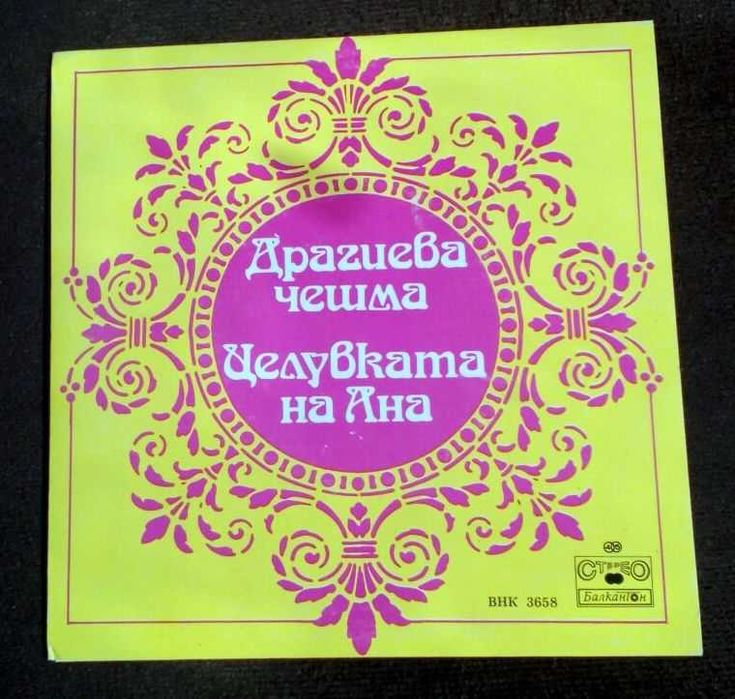 Драгиева
чешма
Целувката
на Ана
ВНК 3658
СТЕРЕО
Балкантон